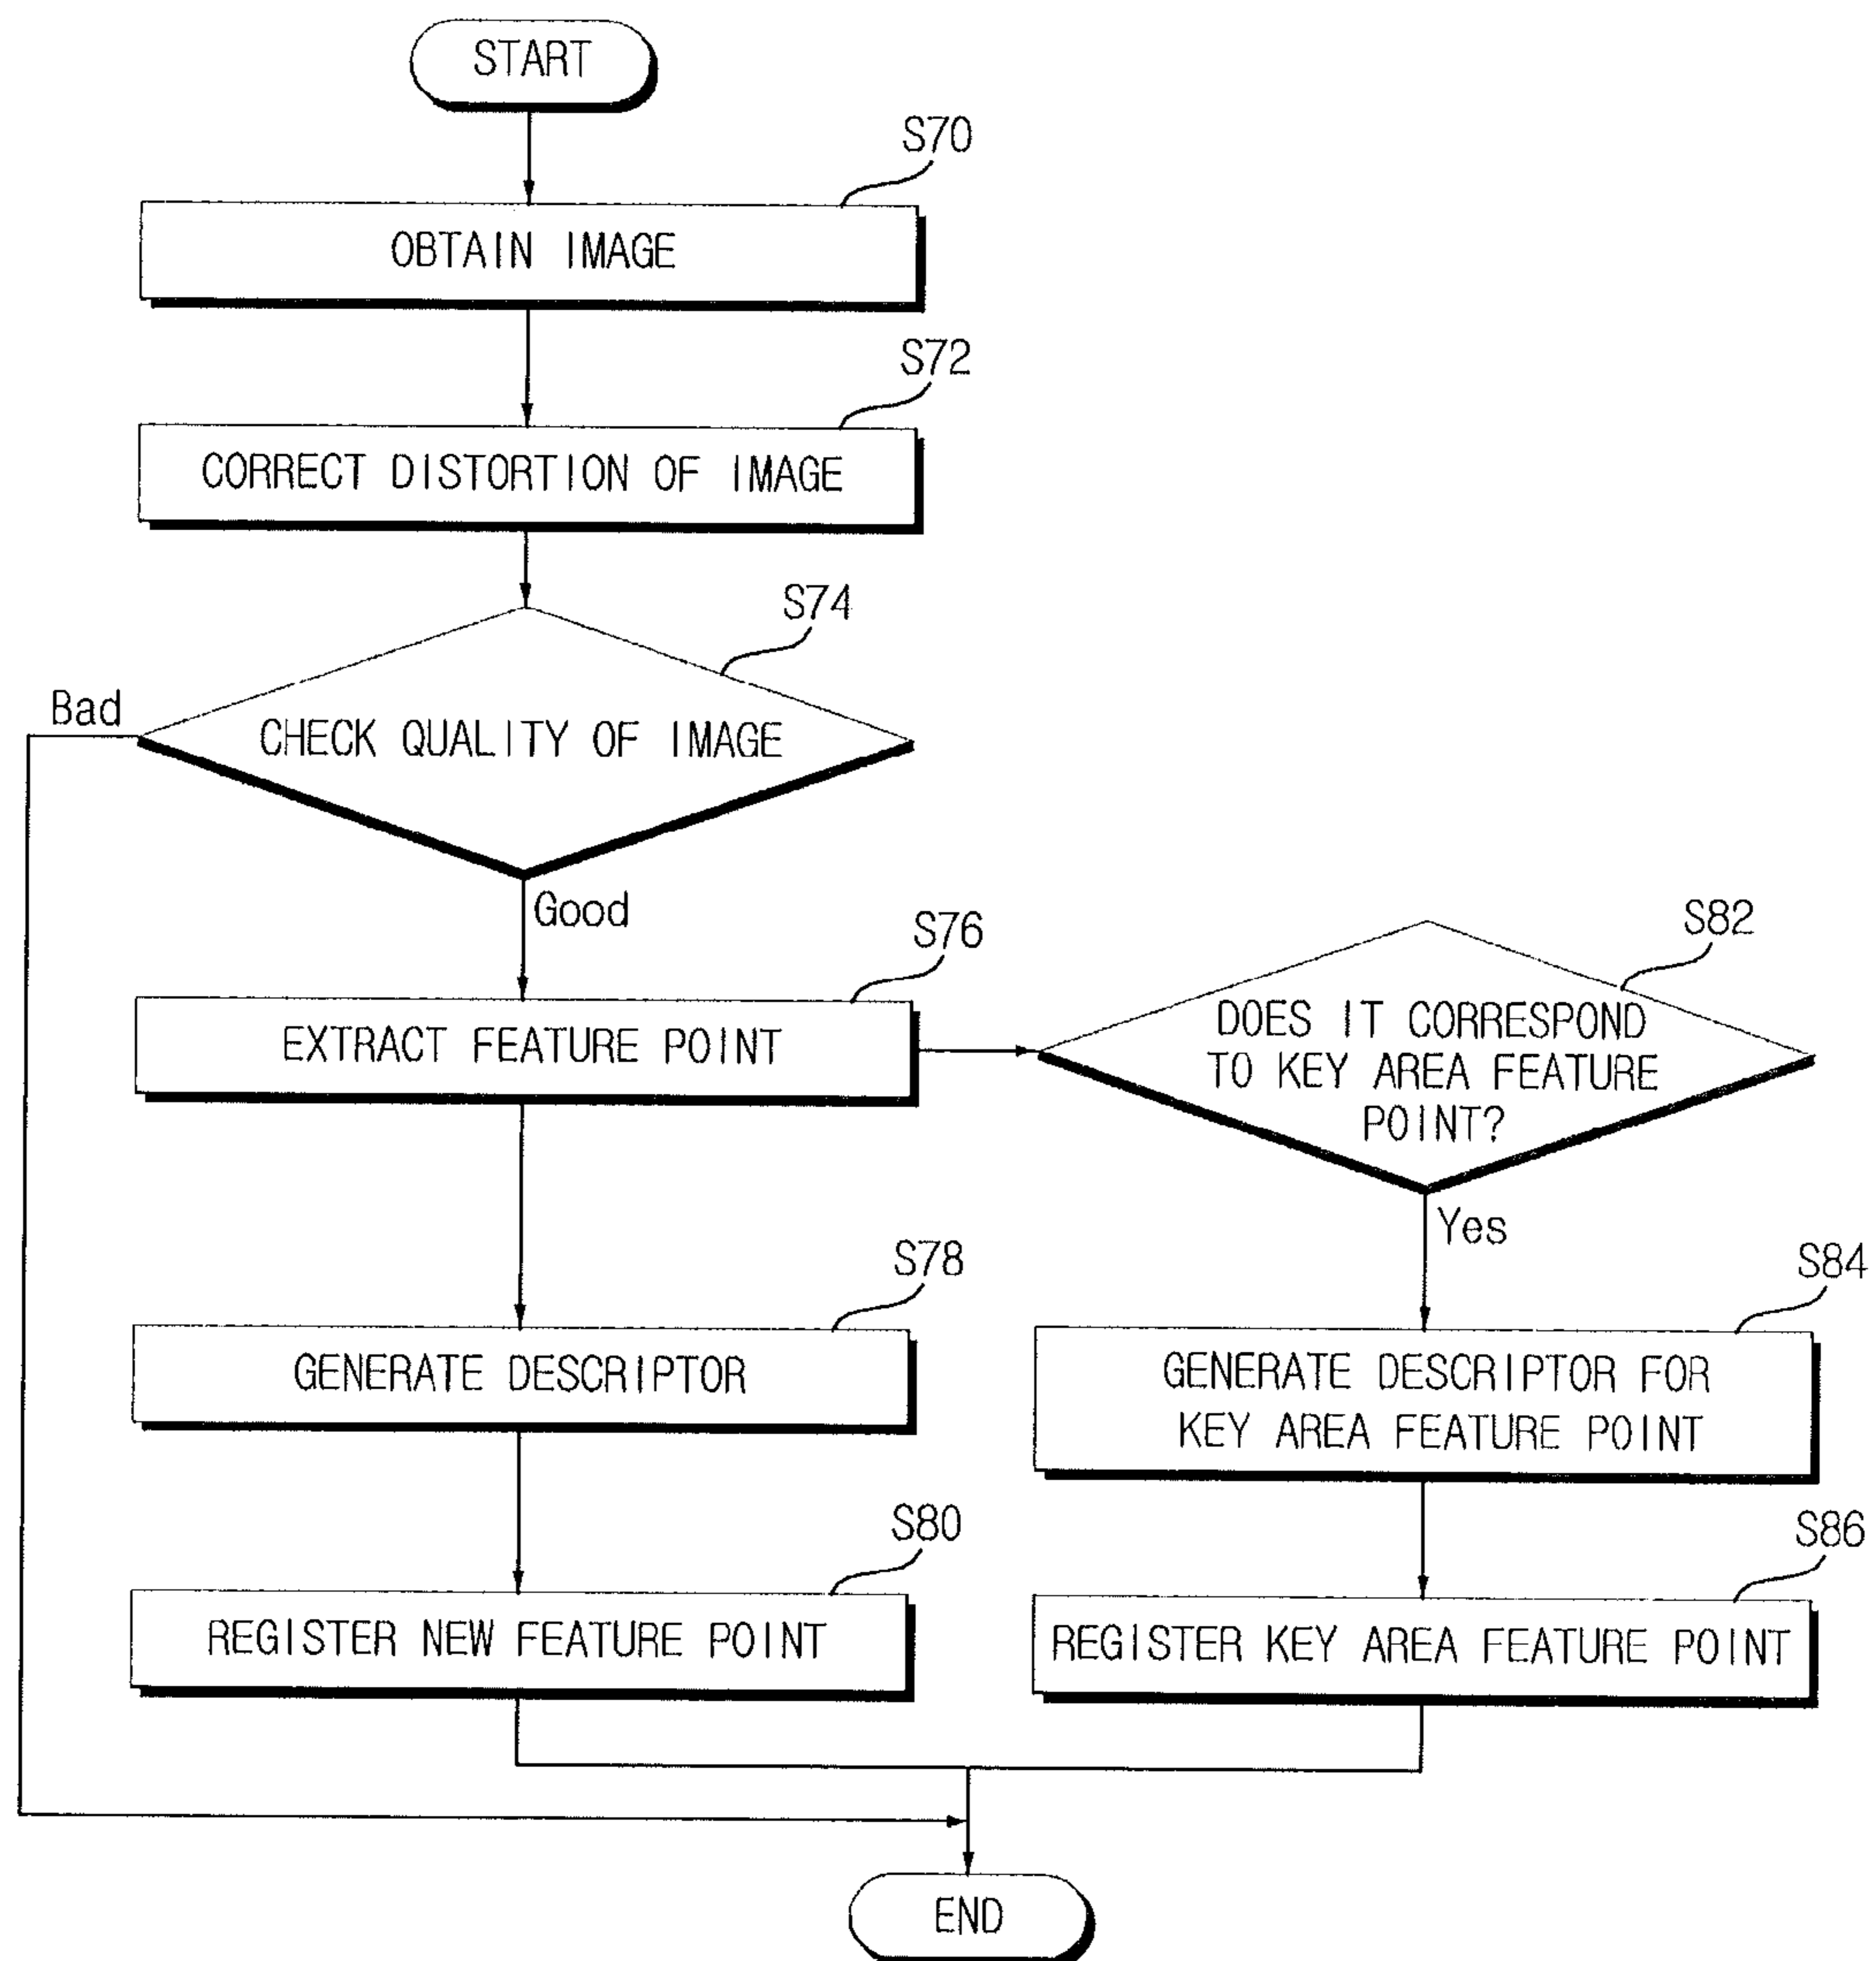 START
S70
OBTAIN IMAGE
S72
CORRECT DISTORTION OF IMAGE
S74
Bad
CHECK QUALITY OF IMAGE
Good
S76
EXTRACT FEATURE POINT
S82
DOES IT CORRESPOND
TO KEY AREA FEATURE
POINT?
Yes
S78
GENERATE DESCRIPTOR
S84
GENERATE DESCRIPTOR FOR
KEY AREA FEATURE POINT
S80
REGISTER NEW FEATURE POINT
S86
REGISTER KEY AREA FEATURE POINT
END